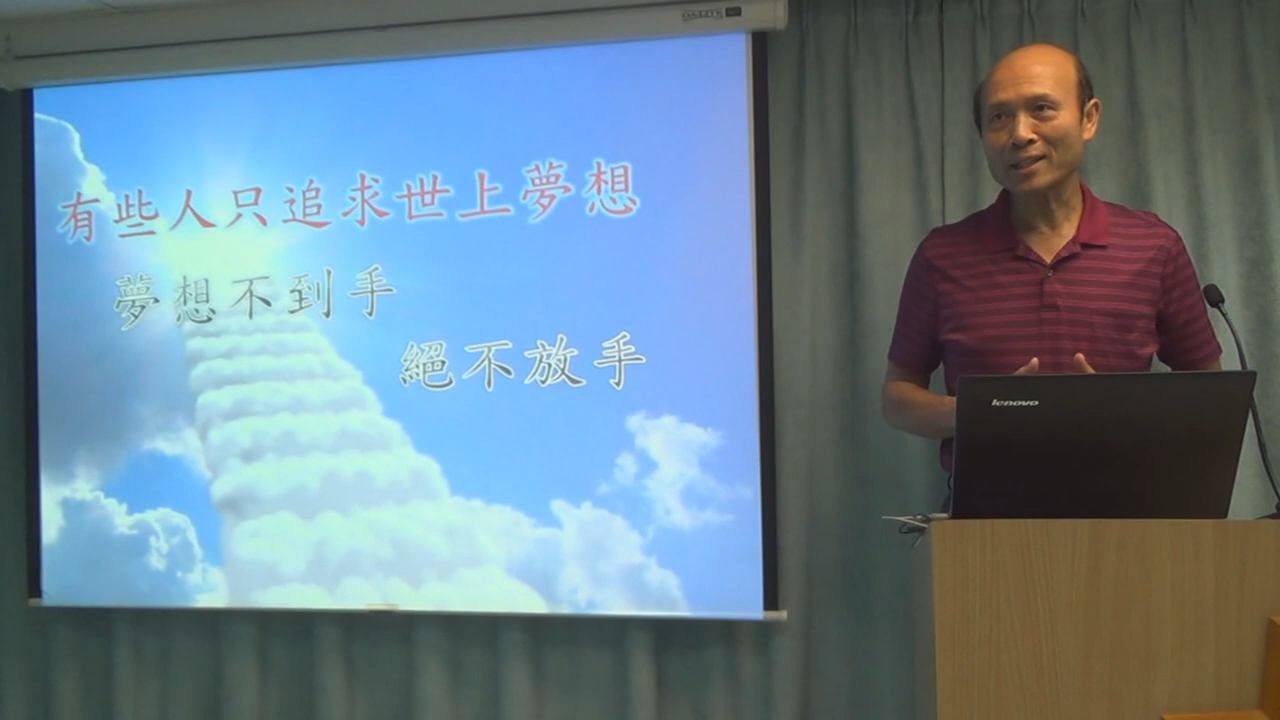 有些人只追求世上夢想
夢想不到手
絕不放手
lenovo